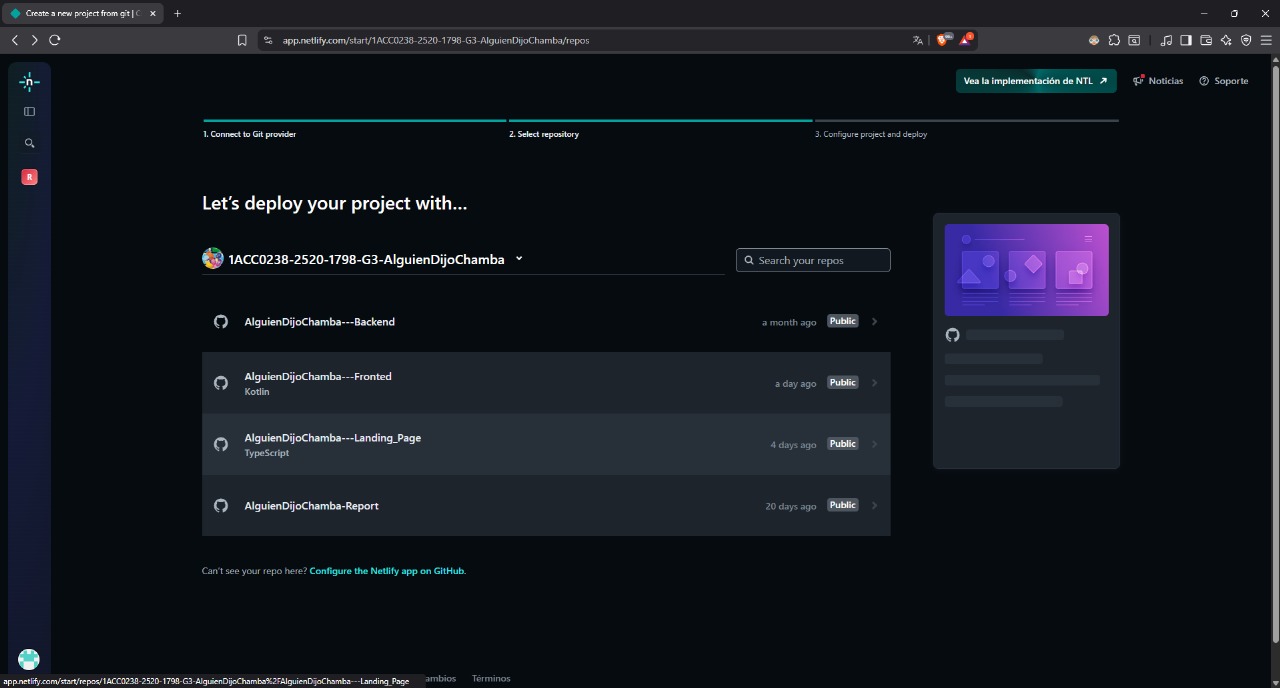 Create a new project from git | C
app.netlify.com/start/1ACC0238-2520-1798-G3-AlguienDijoChamba/repos
Vea la implementación de NTL
Noticias
Soporte
1. Connect to Git provider
2. Select repository
3. Configure project and deploy
R
Let's deploy your project with...
1ACC0238-2520-1798-G3-AlguienDijoChamba
Search your repos
AlguienDijoChamba---Backend
a month ago
Public
AlguienDijoChamba---Fronted
Kotlin
a day ago
Public
AlguienDijoChamba---Landing_Page
TypeScript
4 days ago
Public
AlguienDijoChamba-Report
20 days ago
Public
Can't see your repo here? Configure the Netlify app on GitHub.
app.netlify.com/start/repos/1ACC0238-2520-1798-G3-AlguienDijoChamba%2FAlguienDijoChamba---Landing_Page
ambios
Términos